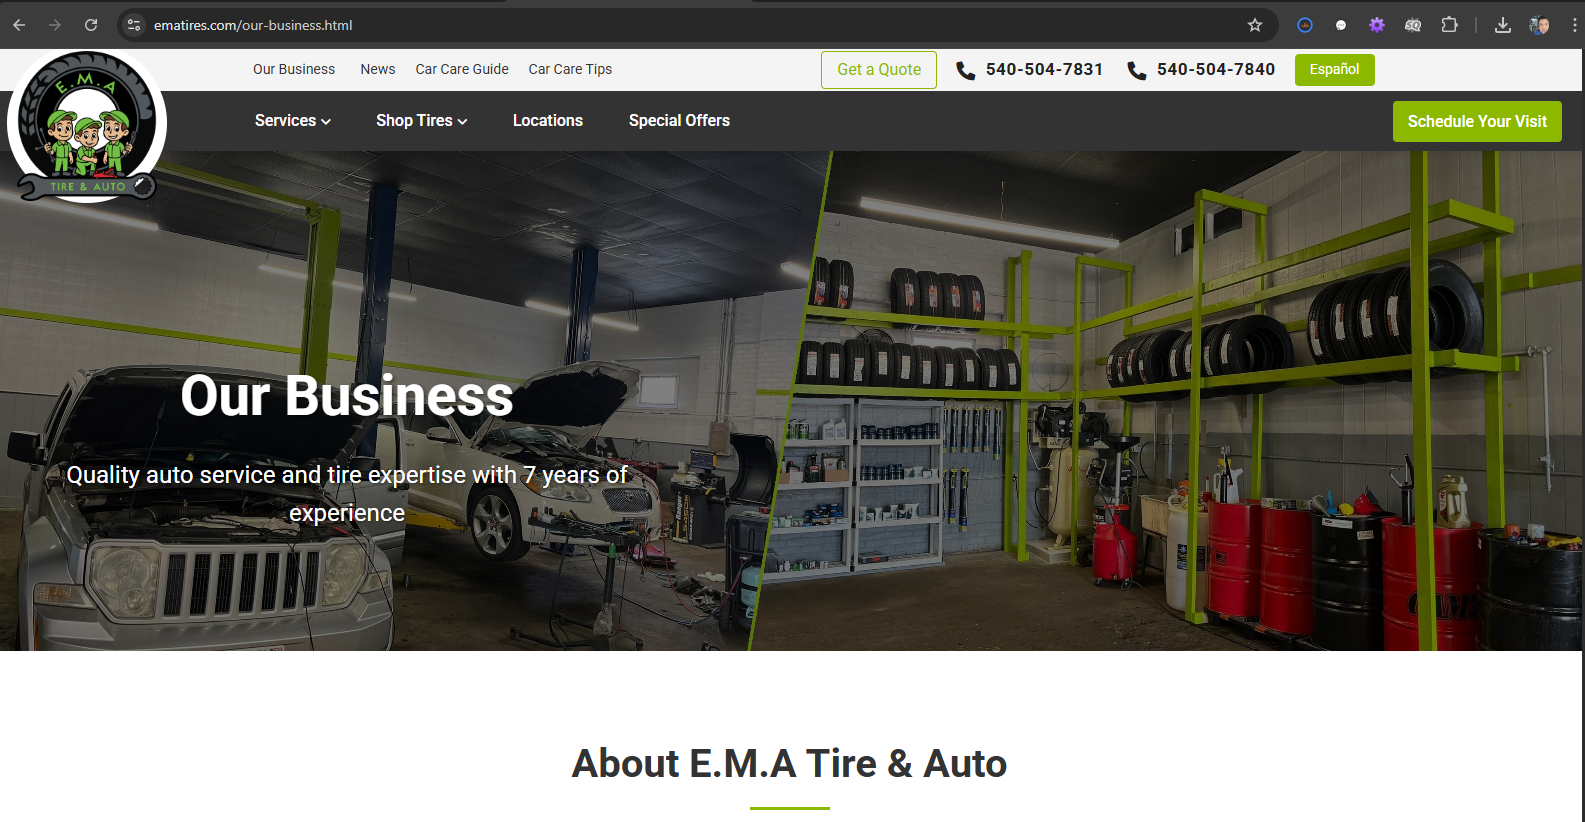 ematires.com/our-business.html
Our Business
News
Car Care Guide
Car Care Tips
Get a Quote
540-504-7831
540-504-7840
Español
E.M.A
TIRE & AUTO
Services
Shop Tires
Locations
Special Offers
Schedule Your Visit
Our Business
Quality auto service and tire expertise with 7 years of
experience
About E.M.A Tire & Auto